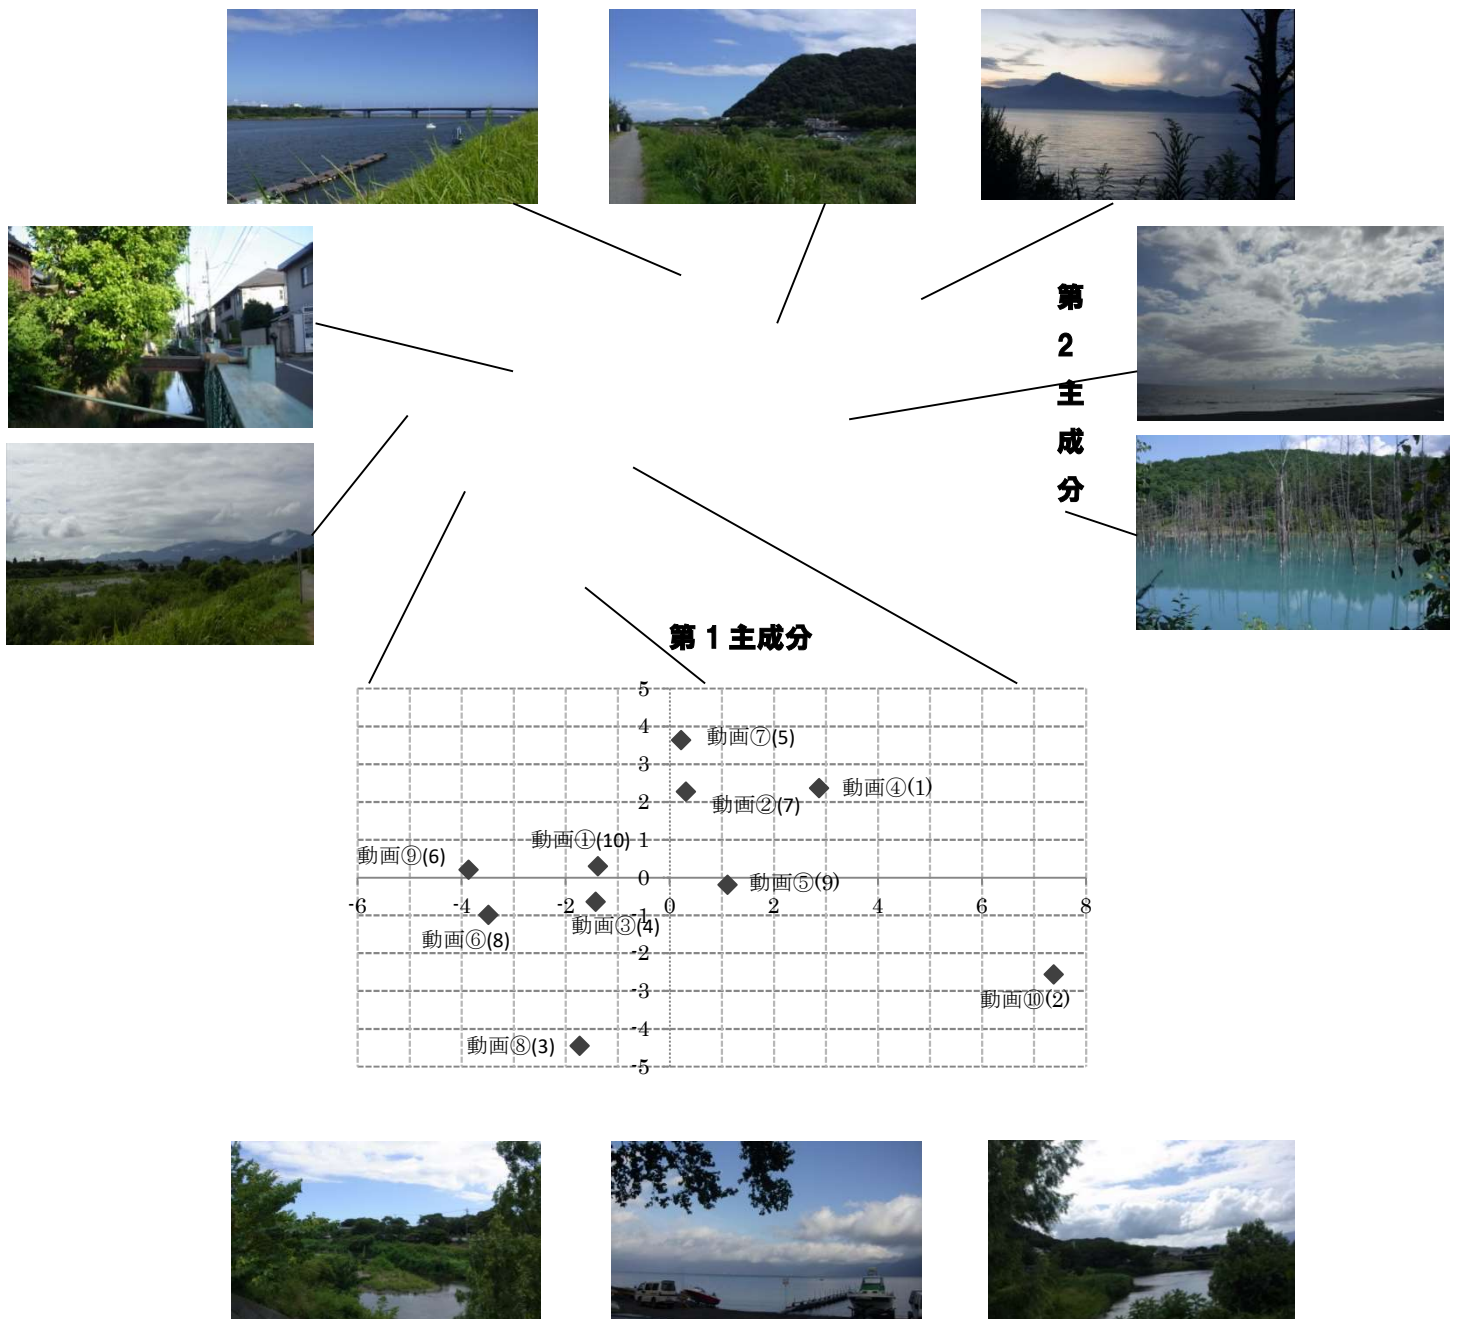 第
2
主
成
分
第 1 主成分
5
4
3
2
1
0
-1
-2
-3
-4
-5
-6
-4
-2
0
2
4
6
8
動画⑦(5)
動画④(1)
動画②(7)
動画①(10)
動画⑨(6)
動画⑤(9)
動画③(4)
動画⑥(8)
動画⑩(2)
動画⑧(3)